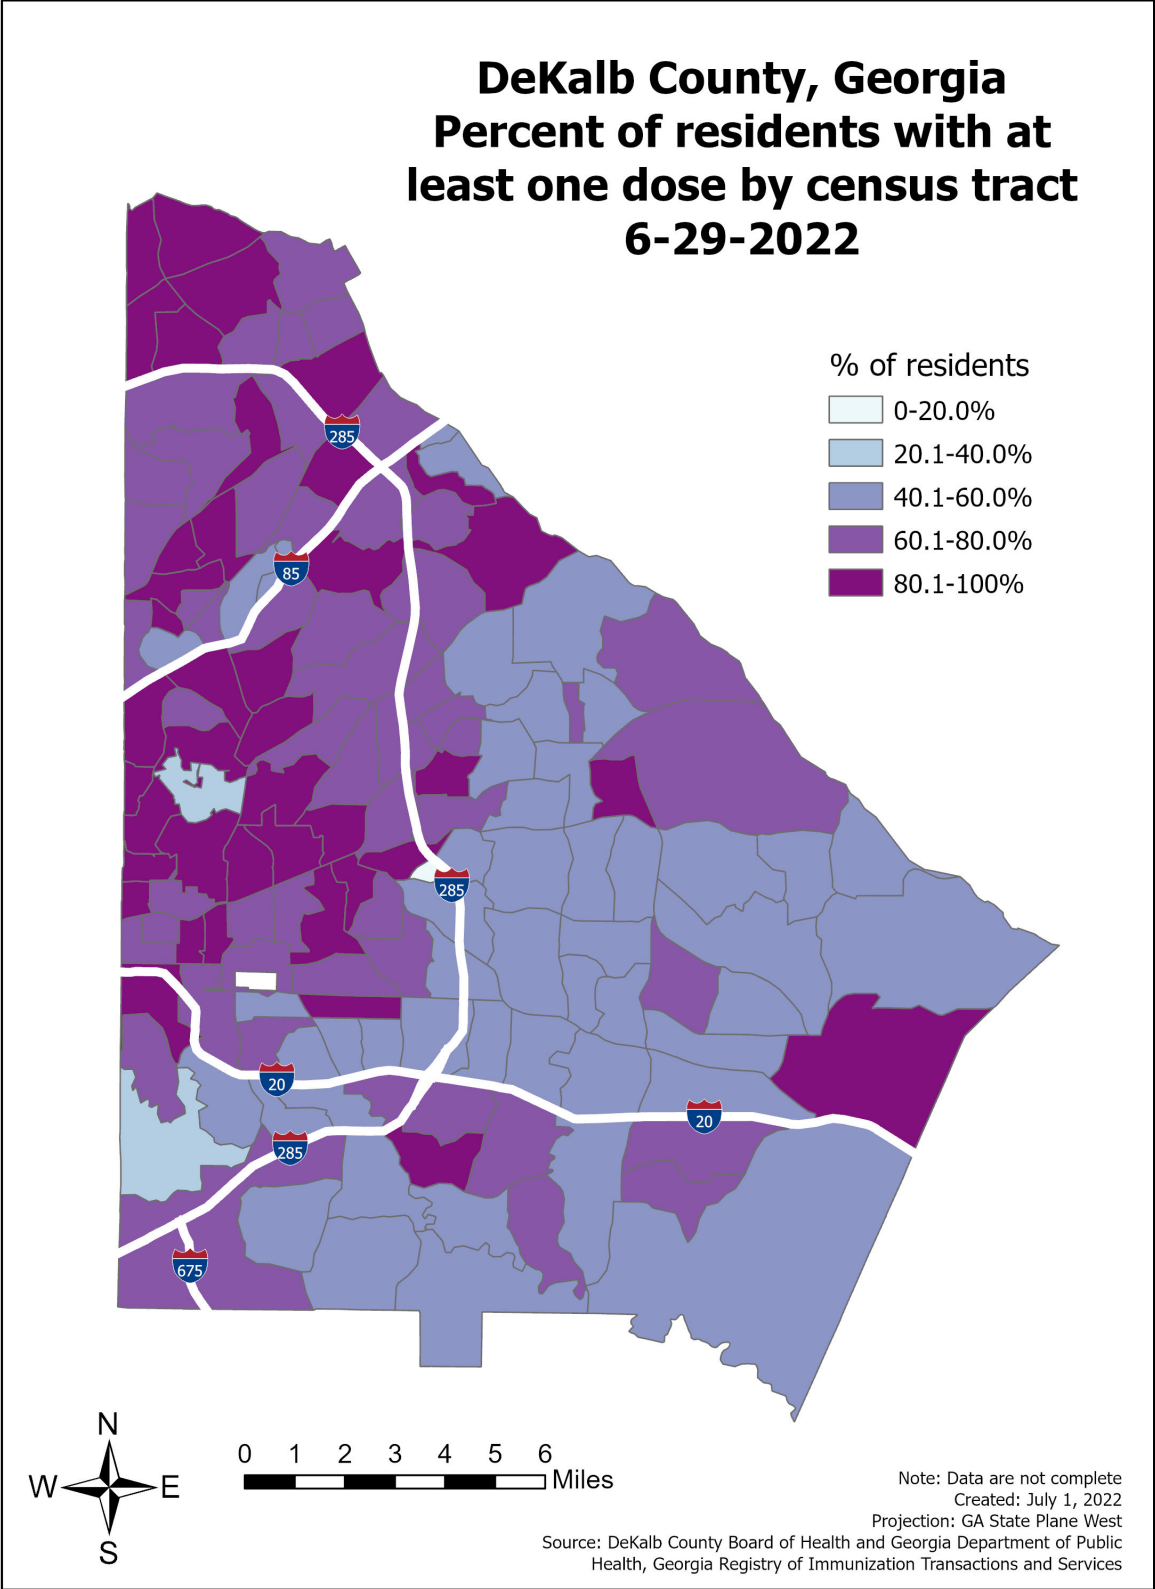 DeKalb County, Georgia
Percent of residents with at
least one dose by census tract
6-29-2022
% of residents
0-20.0%
20.1-40.0%
40.1-60.0%
60.1-80.0%
80.1-100%
285
85
285
20
20
285
675
N
W E
S
0 1 2 3 4 5 6
Miles
Note: Data are not complete
Created: July 1, 2022
Projection: GA State Plane West
Source: DeKalb County Board of Health and Georgia Department of Public
Health, Georgia Registry of Immunization Transactions and Services